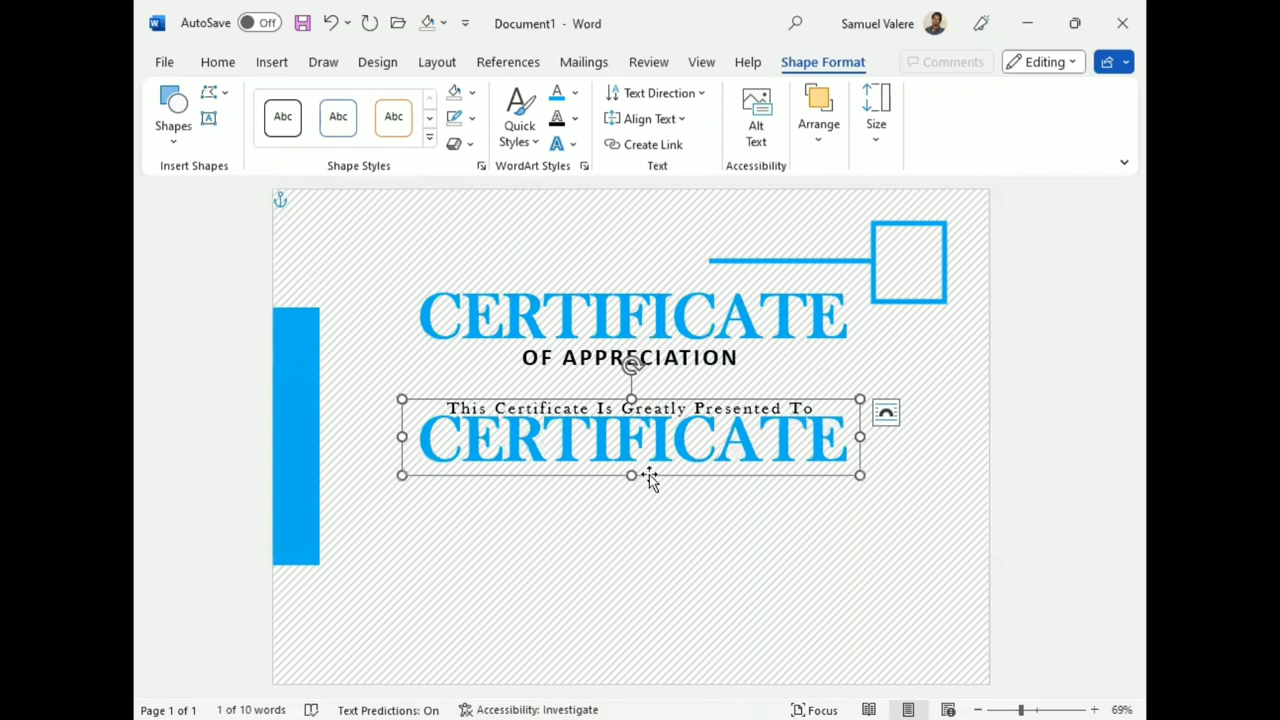 AutoSave Off Document1 - Word Samuel Valere
File Home Insert Draw Design Layout References Mailings Review View Help Shape Format Comments Editing
Shapes
Insert Shapes
Abc Abc Abc
Shape Styles
Quick Styles
WordArt Styles
Text Direction
Align Text
Create Link
Text
Alt Text
Accessibility
Arrange
Size
CERTIFICATE
OF APPRECIATION
This Certificate Is Greatly Presented To
CERTIFICATE
Page 1 of 1 1 of 10 words Text Predictions: On Accessibility: Investigate Focus 69%